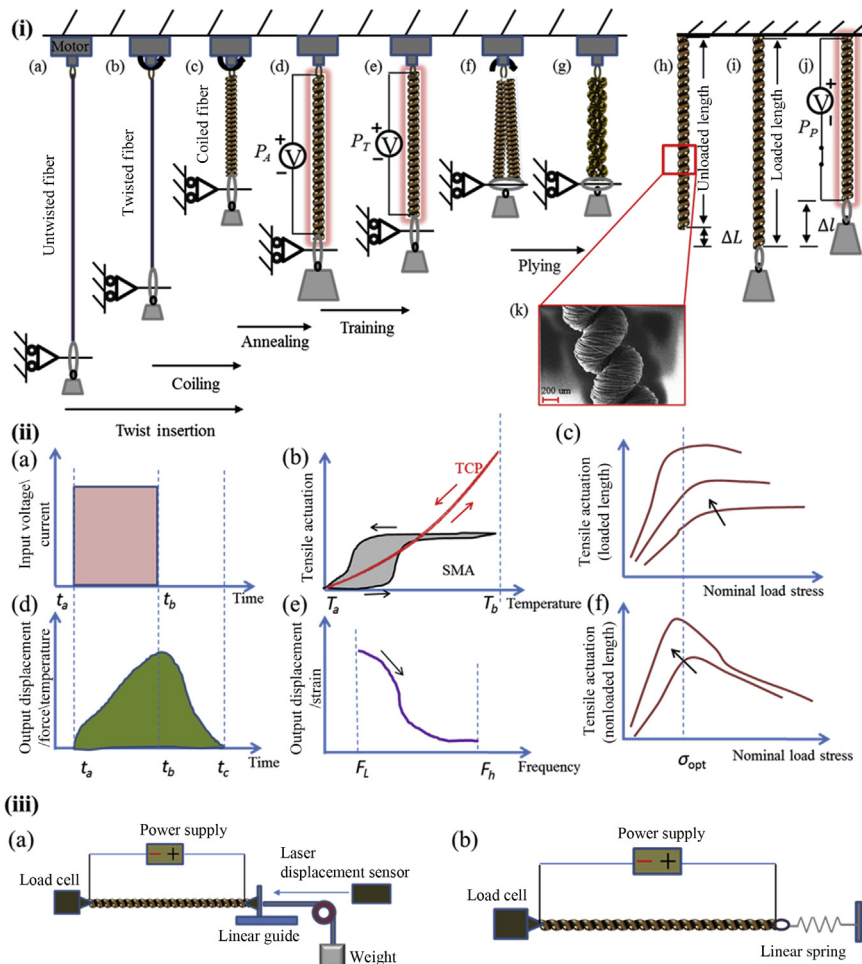 (i)
Motor
(a)
(b)
(c)
(d)
(e)
(f)
(g)
(h)
(i)
(j)
Untwisted fiber
Twisted fiber
Coiled fiber
P_A
+
V
−
P_T
+
V
−
Unloaded length
Loaded length
P_P
+
V
−
ΔL
Δl
Plying
Annealing
Training
Coiling
Twist insertion
(k)
200 um
(ii)
(a)
Input voltage\
current
t_a
t_b
Time
(b)
Tensile actuation
TCP
SMA
T_a
T_b
Temperature
(c)
Tensile actuation
(loaded length)
Nominal load stress
(d)
Output displacement
/force\temperature
t_a
t_b
t_c
Time
(e)
Output displacement
/strain
F_L
F_h
Frequency
(f)
Tensile actuation
(nonloaded length)
σ_opt
Nominal load stress
(iii)
(a)
Power supply
− +
Load cell
Laser
displacement sensor
Linear guide
Weight
(b)
Power supply
− +
Load cell
Linear spring